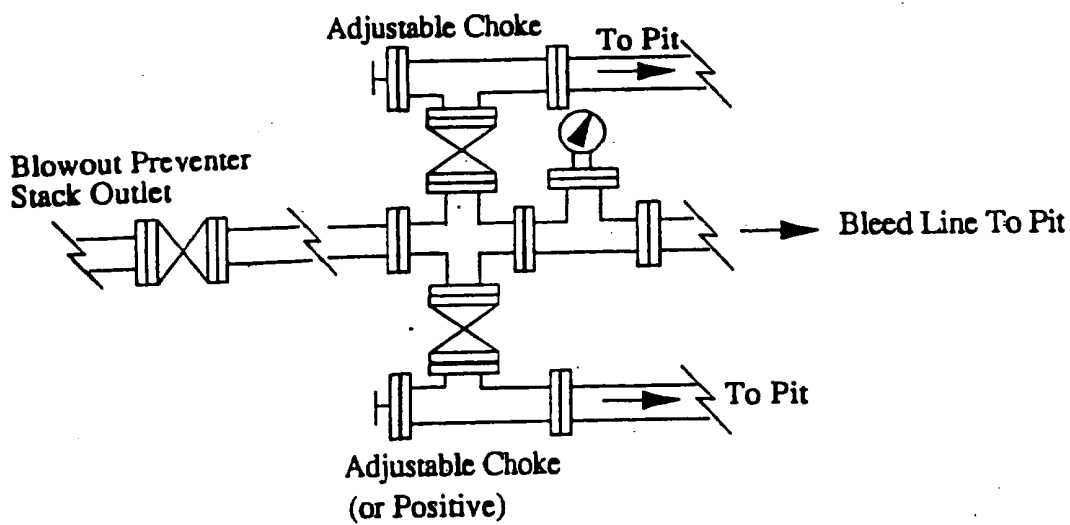 Adjustable Choke
To Pit
Blowout Preventer
Stack Outlet
Bleed Line To Pit
To Pit
Adjustable Choke
(or Positive)